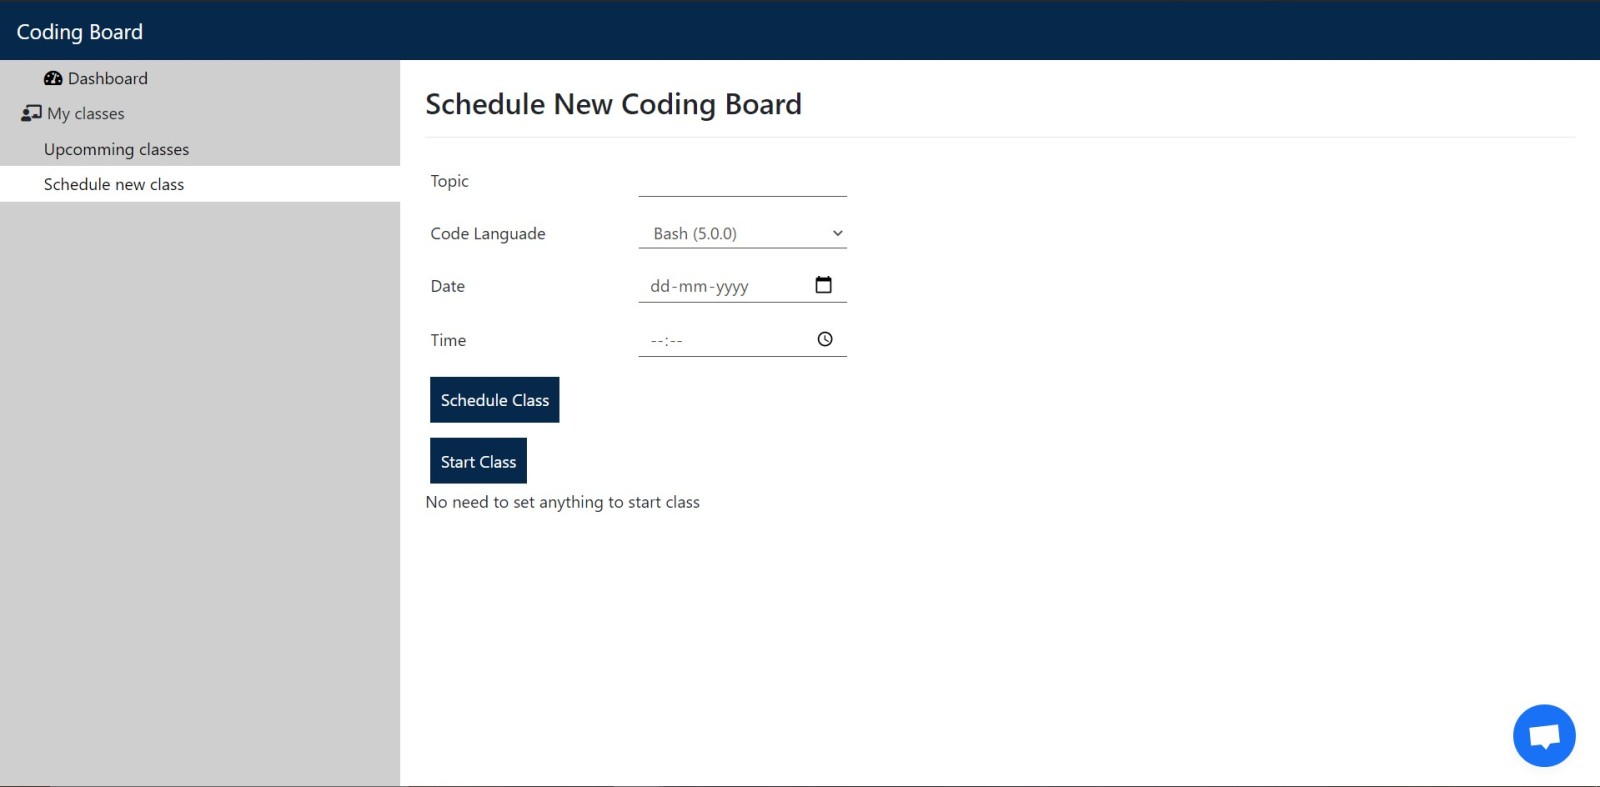 Coding Board
Dashboard
My classes
Upcomming classes
Schedule new class
Schedule New Coding Board
Topic
Code Languade
Bash (5.0.0)
Date
dd-mm-yyyy
Time
--:--
Schedule Class
Start Class
No need to set anything to start class